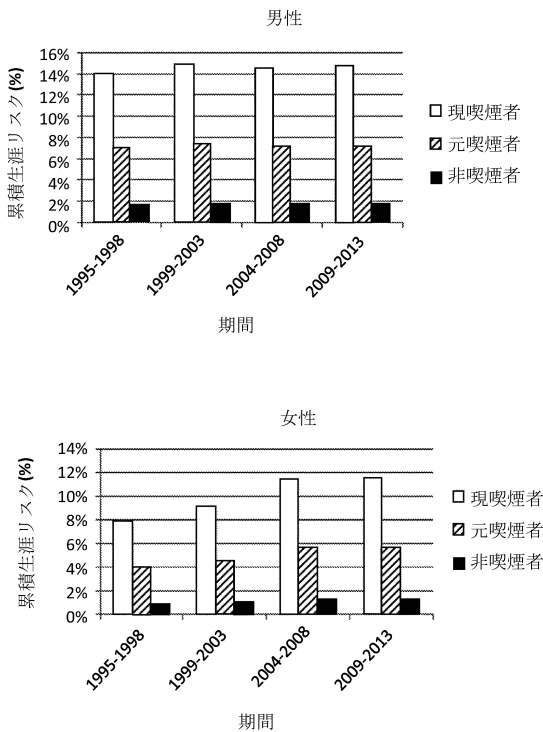 男性
累積生涯リスク(%)
16%
14%
12%
10%
8%
6%
4%
2%
0%
現喫煙者
元喫煙者
非喫煙者
1995-1998
1999-2003
2004-2008
2009-2013
期間
女性
累積生涯リスク(%)
14%
12%
10%
8%
6%
4%
2%
0%
現喫煙者
元喫煙者
非喫煙者
1995-1998
1999-2003
2004-2008
2009-2013
期間